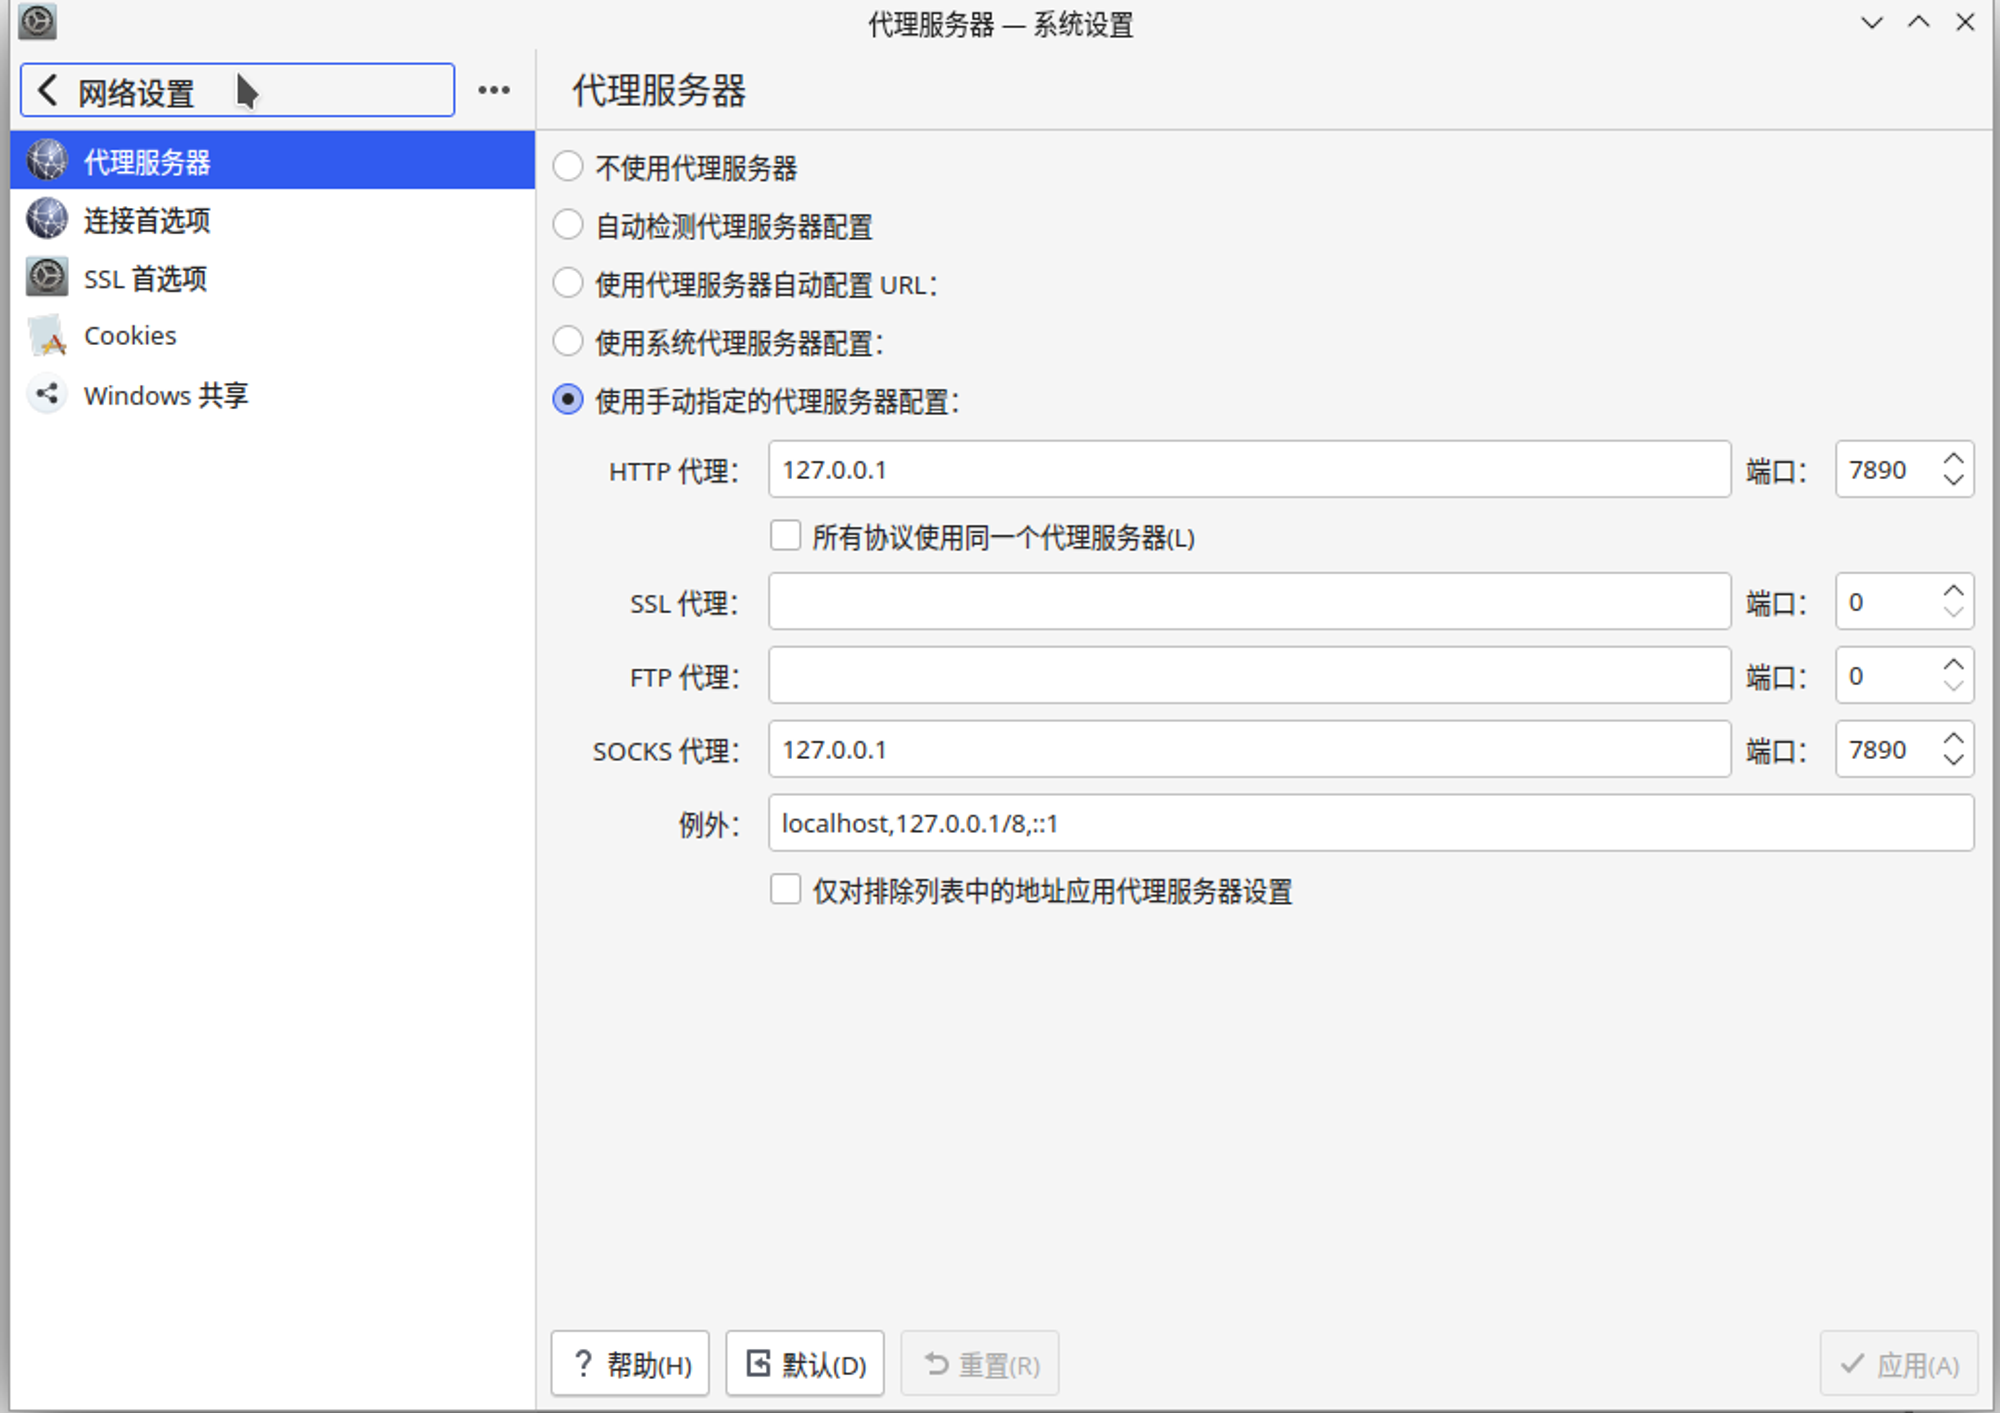 代理服务器 — 系统设置
网络设置
代理服务器
连接首选项
SSL 首选项
Cookies
Windows 共享
代理服务器
不使用代理服务器
自动检测代理服务器配置
使用代理服务器自动配置 URL：
使用系统代理服务器配置：
使用手动指定的代理服务器配置：
HTTP 代理： 127.0.0.1 端口： 7890
所有协议使用同一个代理服务器(L)
SSL 代理： 端口： 0
FTP 代理： 端口： 0
SOCKS 代理： 127.0.0.1 端口： 7890
例外： localhost,127.0.0.1/8,::1
仅对排除列表中的地址应用代理服务器设置
? 帮助(H) 默认(D) 重置(R) 应用(A)